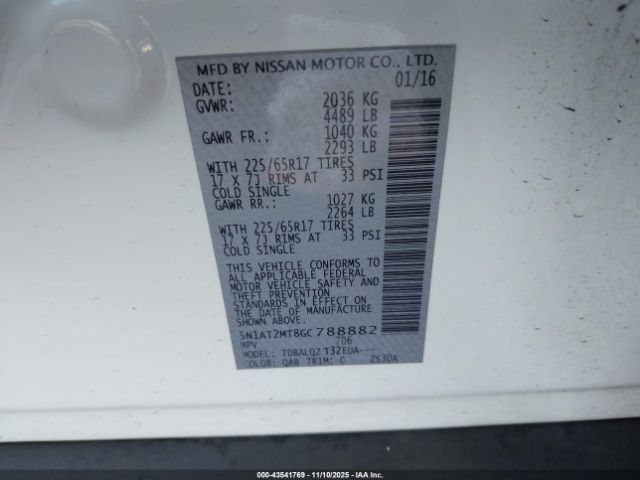 MFD BY NISSAN MOTOR CO., LTD.
DATE: 01/16
GVWR: 2036 KG
4489 LB
GAWR FR.: 1040 KG
2293 LB
WITH 225/65R17 TIRES
17 X 7J RIMS AT 33 PSI
COLD SINGLE
GAWR RR.: 1027 KG
2264 LB
WITH 225/65R17 TIRES
17 X 7J RIMS AT 33 PSI
COLD SINGLE
THIS VEHICLE CONFORMS TO
ALL APPLICABLE FEDERAL
MOTOR VEHICLE SAFETY AND
THEFT PREVENTION
STANDARDS IN EFFECT ON
THE DATE OF MANUFACTURE
SHOWN ABOVE.
5N1AT2MT8GC788882
MPV 706
MODEL: TDBALQZ T32EUA---
COLOR: QAB TRIM: C 2S30A
000-43541769 — 11/10/2025 — IAA Inc.